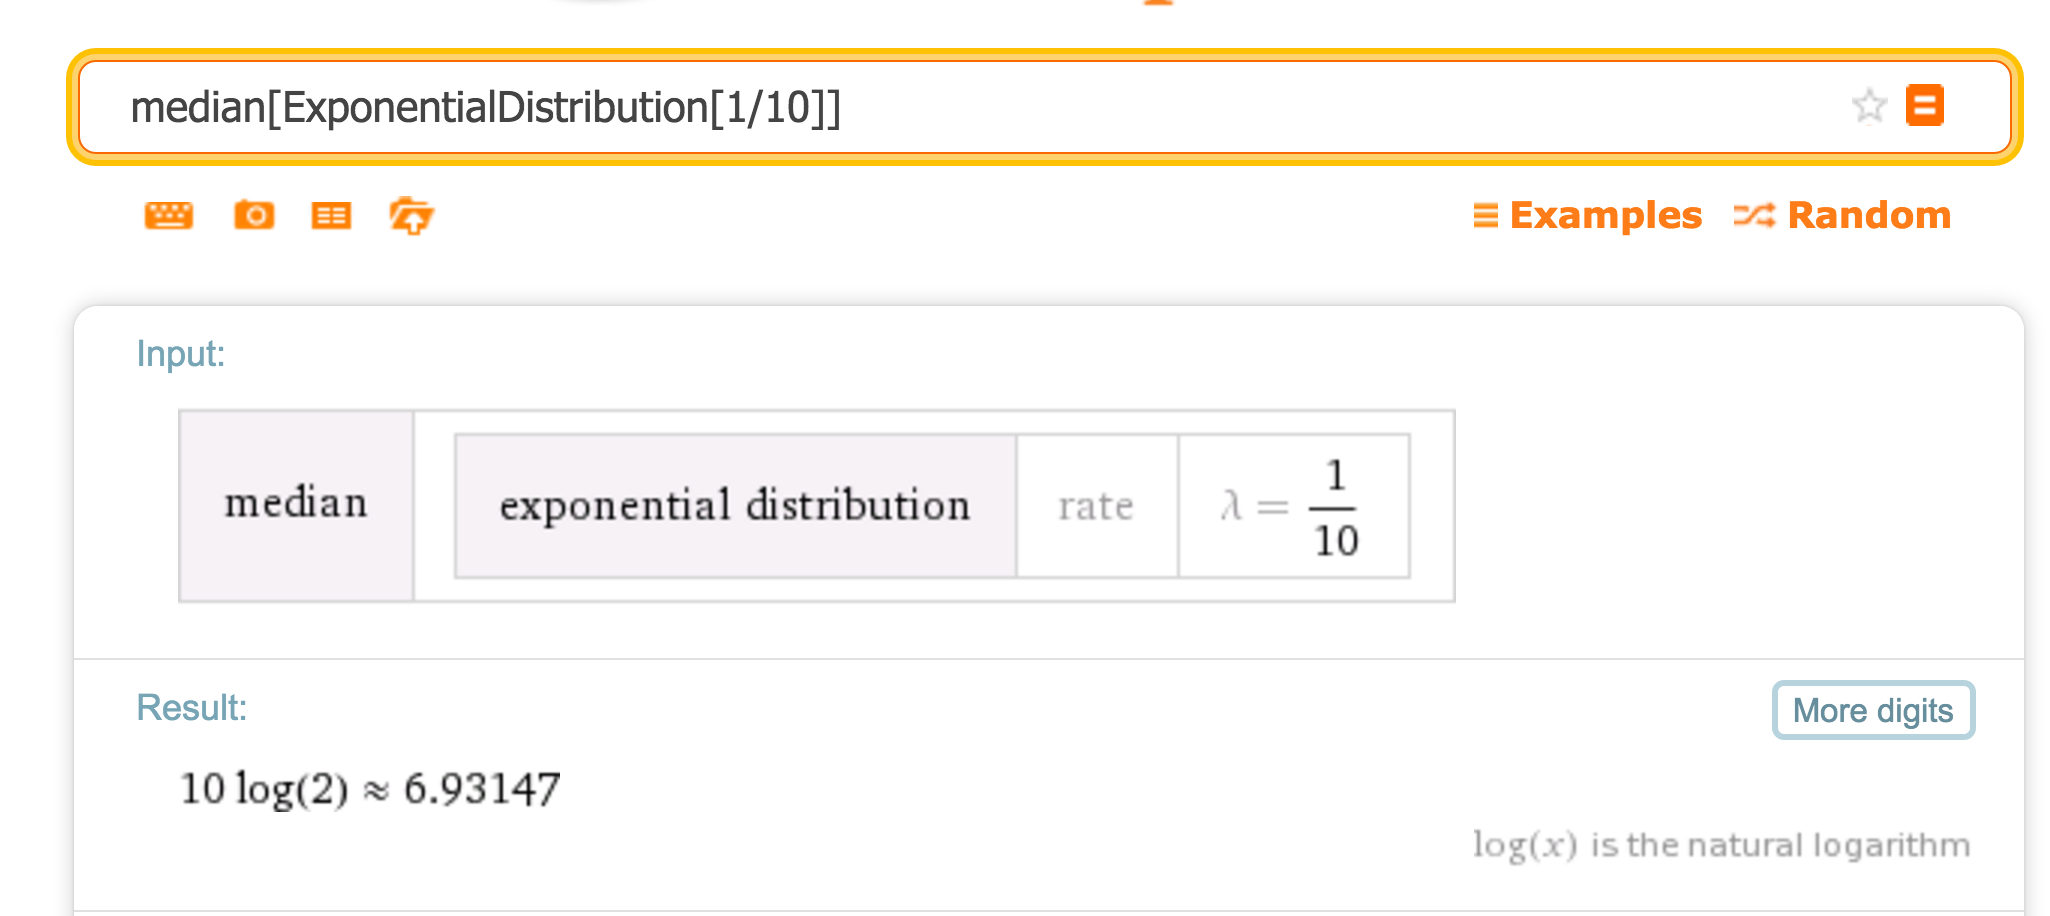 median[ExponentialDistribution[1/10]]
Examples Random
Input:
median exponential distribution rate λ = 1/10
Result: More digits
10 log(2) ≈ 6.93147
log(x) is the natural logarithm